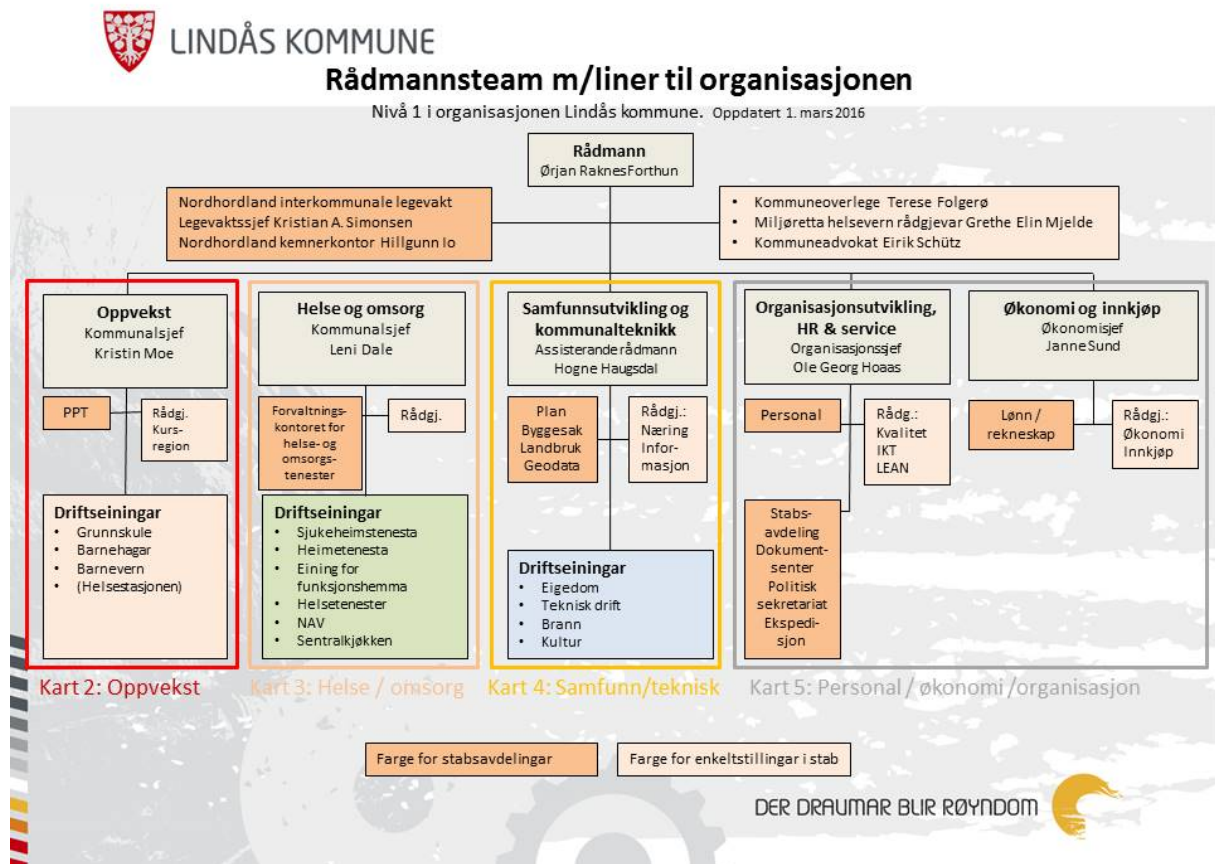 LINDÅS KOMMUNE
Rådmannsteam m/liner til organisasjonen
Nivå 1 i organisasjonen Lindås kommune. Oppdatert 1. mars 2016
Rådmann
Ørjan Raknes Forthun
Nordhordland interkommunale legevakt
Legevaktssjef Kristian A. Simonsen
Nordhordland kemnerkontor Hillgunn Io
• Kommuneoverlege Terese Folgerø
• Miljøretta helsevern rådgjevar Grethe Elin Mjelde
• Kommuneadvokat Eirik Schütz
Oppvekst
Kommunalsjef
Kristin Moe
PPT
Rådgj.
Kurs-
region
Driftseiningar
• Grunnskule
• Barnehagar
• Barnevern
• (Helsestasjonen)
Kart 2: Oppvekst
Helse og omsorg
Kommunalsjef
Leni Dale
Forvaltnings-
kontoret for
helse- og
omsorgs-
tenester
Rådgj.
Driftseiningar
• Sjukeheimstenesta
• Heimetenesta
• Eining for
funksjonshemma
• Helsetenester
• NAV
• Sentralkjøkken
Kart 3: Helse / omsorg
Samfunnsutvikling og
kommunalteknikk
Assisterande rådmann
Hogne Haugsdal
Plan
Byggesak
Landbruk
Geodata
Rådgj.:
Næring
Infor-
masjon
Driftseiningar
• Eigedom
• Teknisk drift
• Brann
• Kultur
Kart 4: Samfunn/teknisk
Organisasjonsutvikling,
HR & service
Organisasjonssjef
Ole Georg Hoaas
Personal
Rådg.:
Kvalitet
IKT
LEAN
Stabs-
avdeling
Dokument-
senter
Politisk
sekretariat
Ekspedi-
sjon
Økonomi og innkjøp
Økonomisjef
Janne Sund
Lønn /
rekneskap
Rådgj.:
Økonomi
Innkjøp
Kart 5: Personal / økonomi /organisasjon
Farge for stabsavdelingar
Farge for enkeltstillingar i stab
DER DRAUMAR BLIR RØYNDOM